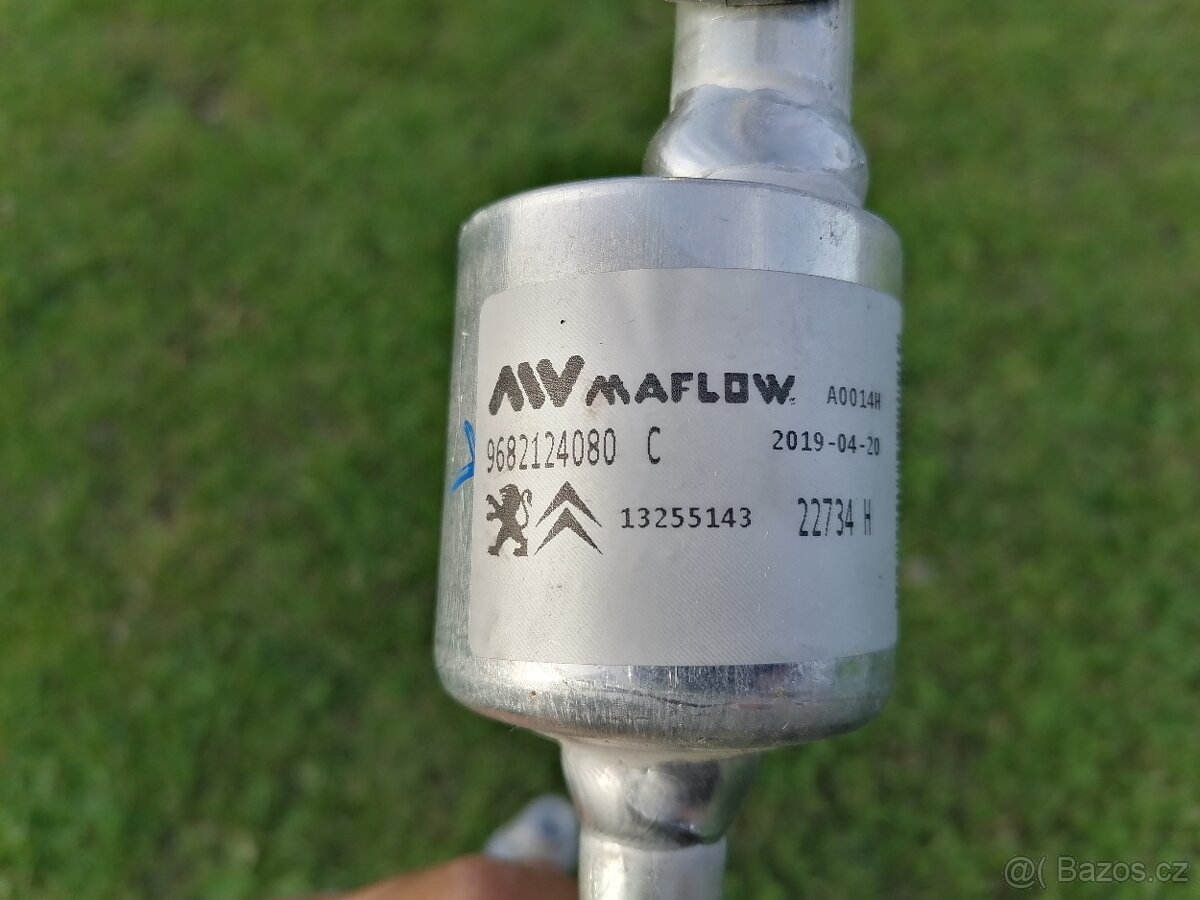 MAFLOW A0014H
9682124080 C 2019-04-20
13255143 22734 H
@( Bazos.cz